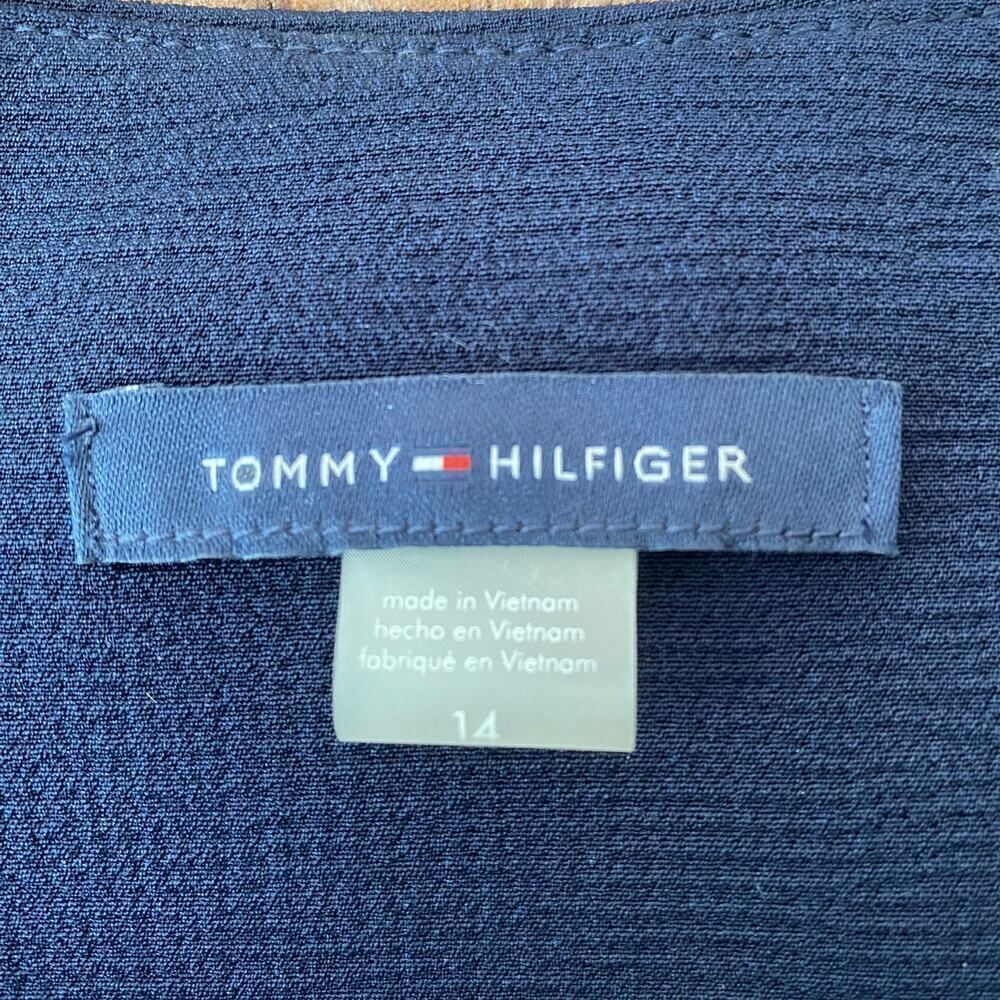 TOMMY HILFIGER
made in Vietnam
hecho en Vietnam
fabriqué en Vietnam
14